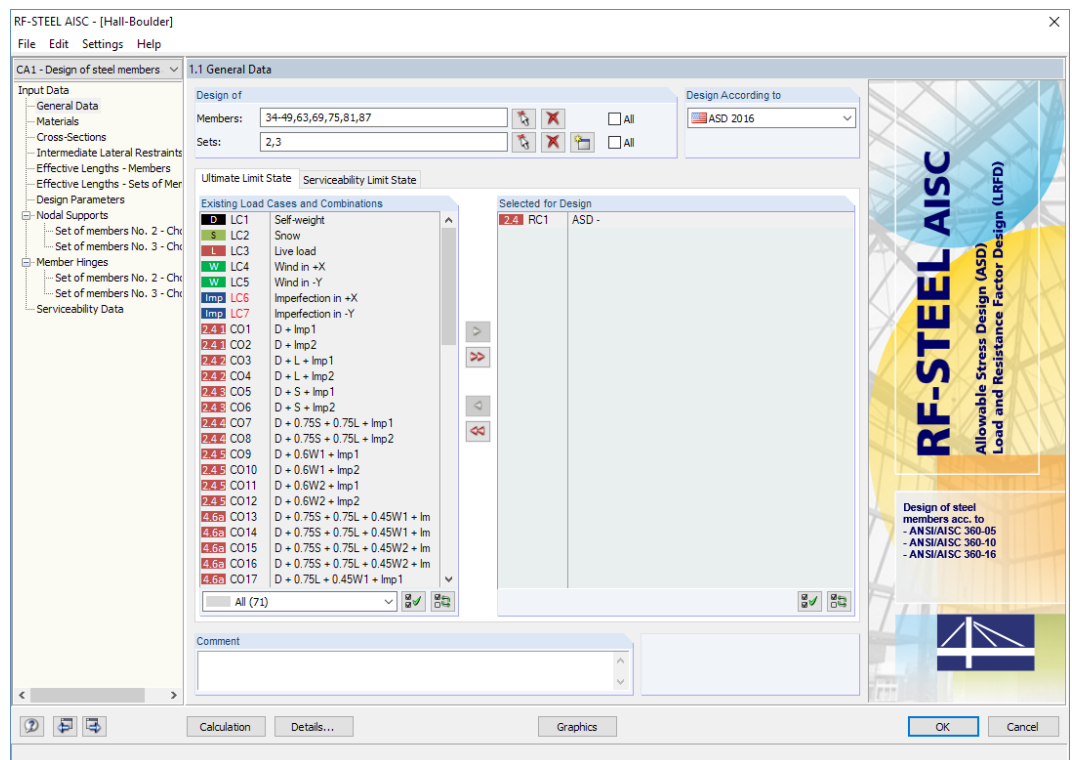 RF-STEEL AISC - [Hall-Boulder]
File Edit Settings Help
CA1 - Design of steel members
Input Data
General Data
Materials
Cross-Sections
Intermediate Lateral Restraints
Effective Lengths - Members
Effective Lengths - Sets of Mer
Design Parameters
Nodal Supports
Set of members No. 2 - Cho
Set of members No. 3 - Cho
Member Hinges
Set of members No. 2 - Cho
Set of members No. 3 - Cho
Serviceability Data
1.1 General Data
Design of
Members: 34-49,63,69,75,81,87 All
Sets: 2,3 All
Design According to
ASD 2016
Ultimate Limit State Serviceability Limit State
Existing Load Cases and Combinations
D LC1 Self-weight
S LC2 Snow
L LC3 Live load
W LC4 Wind in +X
W LC5 Wind in -Y
Imp LC6 Imperfection in +X
Imp LC7 Imperfection in -Y
2.4 1 CO1 D + Imp1
2.4 1 CO2 D + Imp2
2.4 2 CO3 D + L + Imp1
2.4 2 CO4 D + L + Imp2
2.4 3 CO5 D + S + Imp1
2.4 3 CO6 D + S + Imp2
2.4 4 CO7 D + 0.75S + 0.75L + Imp1
2.4 4 CO8 D + 0.75S + 0.75L + Imp2
2.4 5 CO9 D + 0.6W1 + Imp1
2.4 5 CO10 D + 0.6W1 + Imp2
2.4 5 CO11 D + 0.6W2 + Imp1
2.4 5 CO12 D + 0.6W2 + Imp2
4.6a CO13 D + 0.75S + 0.75L + 0.45W1 + Im
4.6a CO14 D + 0.75S + 0.75L + 0.45W1 + Im
4.6a CO15 D + 0.75S + 0.75L + 0.45W2 + Im
4.6a CO16 D + 0.75S + 0.75L + 0.45W2 + Im
4.6a CO17 D + 0.75L + 0.45W1 + Imp1
All (71)
Selected for Design
2.4 RC1 ASD -
Comment
RF-STEEL AISC
Allowable Stress Design (ASD)
Load and Resistance Factor Design (LRFD)
Design of steel
members acc. to
- ANSI/AISC 360-05
- ANSI/AISC 360-10
- ANSI/AISC 360-16
Calculation Details... Graphics OK Cancel